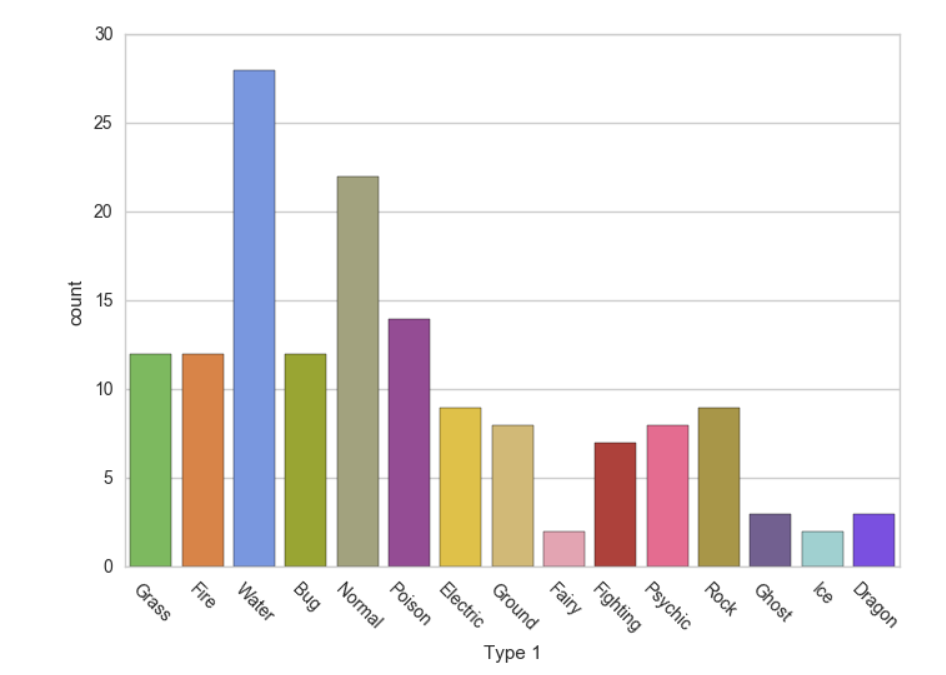 30
25
20
15
10
5
0
count
Grass Fire Water Bug Normal Poison Electric Ground Fairy Fighting Psychic Rock Ghost Ice Dragon
Type 1